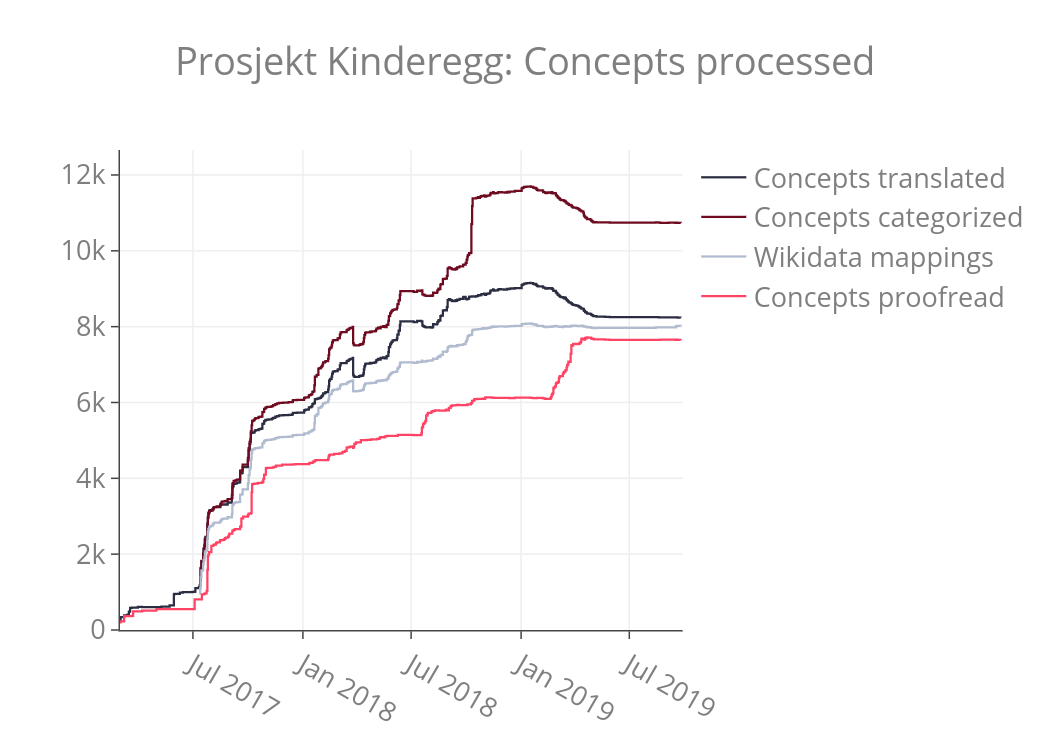 Prosjekt Kinderegg: Concepts processed
12k
10k
8k
6k
4k
2k
0
Jul 2017
Jan 2018
Jul 2018
Jan 2019
Jul 2019
Concepts translated
Concepts categorized
Wikidata mappings
Concepts proofread